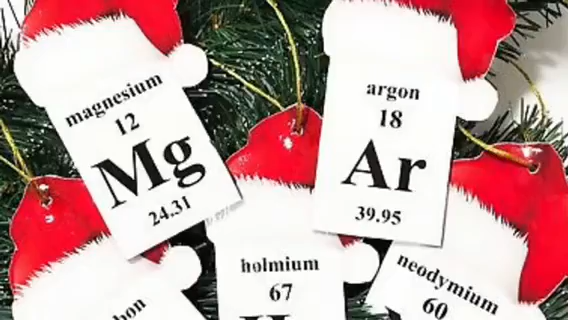 magnesium
12
Mg
24.31
argon
18
Ar
39.95
holmium
67
neodymium
60